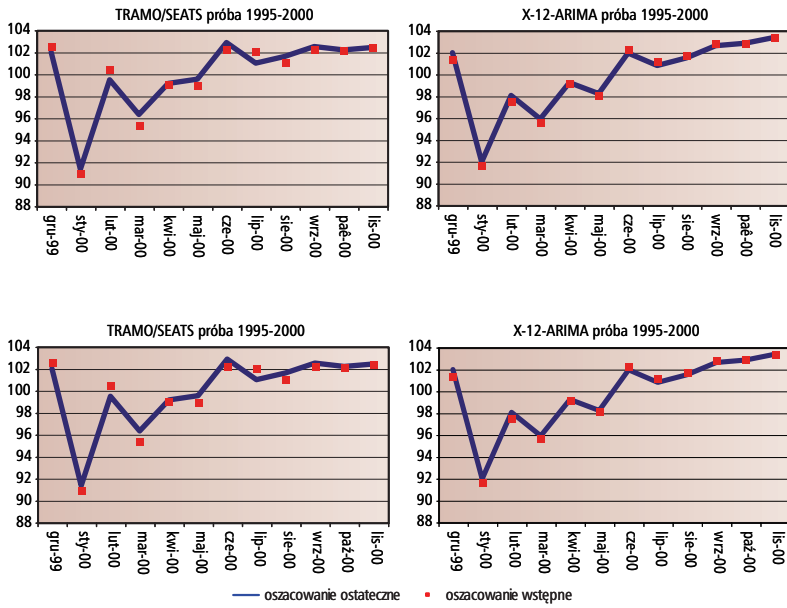 TRAMO/SEATS próba 1995-2000
104
102
100
98
96
94
92
90
88
gru-99
sty-00
lut-00
mar-00
kwi-00
maj-00
cze-00
lip-00
sie-00
wrz-00
paê-00
lis-00
X-12-ARIMA próba 1995-2000
104
102
100
98
96
94
92
90
88
gru-99
sty-00
lut-00
mar-00
kwi-00
maj-00
cze-00
lip-00
sie-00
wrz-00
paê-00
lis-00
TRAMO/SEATS próba 1995-2000
104
102
100
98
96
94
92
90
88
gru-99
sty-00
lut-00
mar-00
kwi-00
maj-00
cze-00
lip-00
sie-00
wrz-00
paź-00
lis-00
X-12-ARIMA próba 1995-2000
104
102
100
98
96
94
92
90
88
gru-99
sty-00
lut-00
mar-00
kwi-00
maj-00
cze-00
lip-00
sie-00
wrz-00
paź-00
lis-00
oszacowanie ostateczne
oszacowanie wstępne